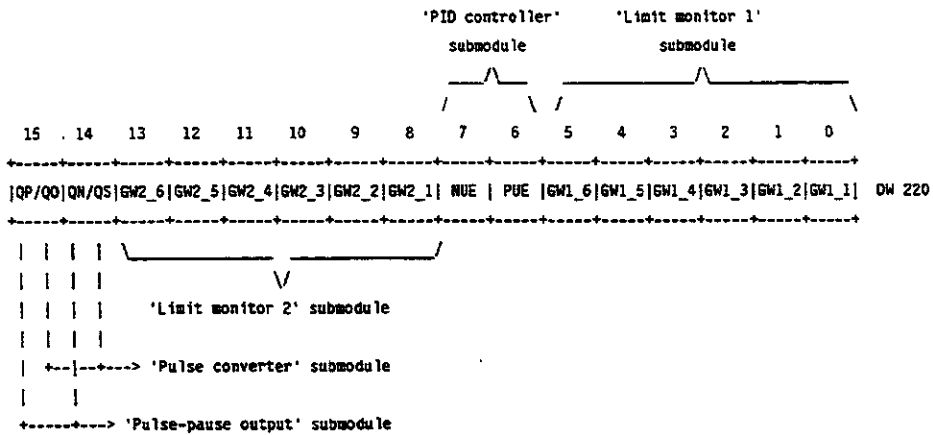 'PID controller' 'Limit monitor 1'
submodule submodule
15 . 14 13 12 11 10 9 8 7 6 5 4 3 2 1 0
|QP/QO|QN/QS|GW2_6|GW2_5|GW2_4|GW2_3|GW2_2|GW2_1| NUE | PUE |GW1_6|GW1_5|GW1_4|GW1_3|GW1_2|GW1_1| DW 220
'Limit monitor 2' submodule
'Pulse converter' submodule
'Pulse-pause output' submodule